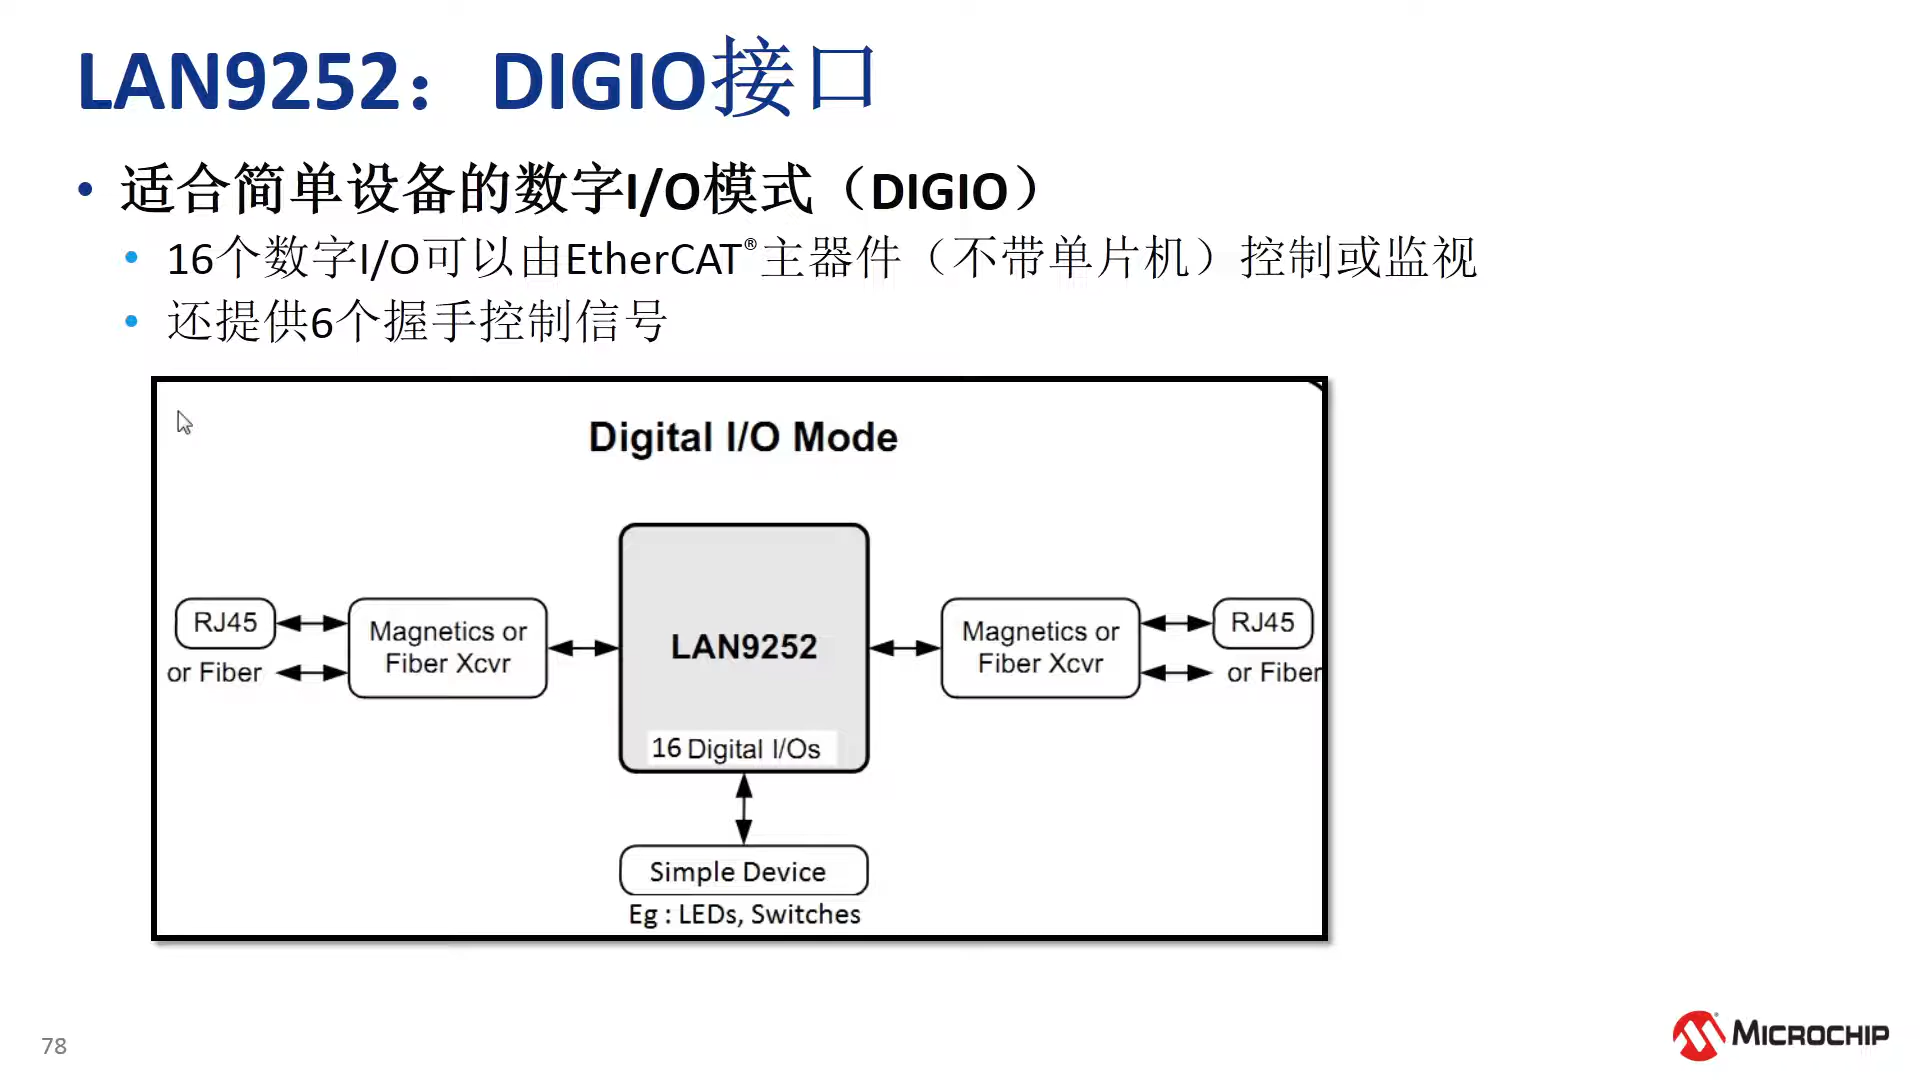 LAN9252： DIGIO接口
• 适合简单设备的数字I/O模式（DIGIO）
• 16个数字I/O可以由EtherCAT®主器件（不带单片机）控制或监视
• 还提供6个握手控制信号
Digital I/O Mode
RJ45
or Fiber
Magnetics or
Fiber Xcvr
LAN9252
16 Digital I/Os
Magnetics or
Fiber Xcvr
RJ45
or Fiber
Simple Device
Eg : LEDs, Switches
78
MICROCHIP